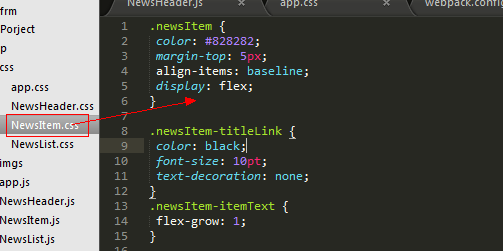 frm
Porject
p
css
app.css
NewsHeader.css
NewsItem.css
NewsList.css
imgs
app.js
NewsHeader.js
NewsItem.js
NewsList.js
NewsHeader.js
app.css
webpack.confi
1 .newsItem {
2 color: #828282;
3 margin-top: 5px;
4 align-items: baseline;
5 display: flex;
6 }
7
8 .newsItem-titleLink {
9 color: black;
10 font-size: 10pt;
11 text-decoration: none;
12 }
13 .newsItem-itemText {
14 flex-grow: 1;
15 }